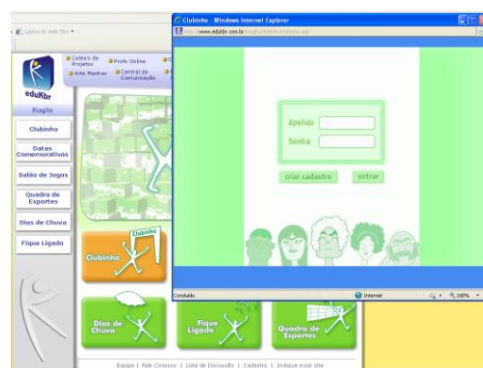 Clubinho - Windows Internet Explorer
Coleiro de Projetos
Profs Online
Arte Manhas
Central de Comunicação
eduKbr
Kiagito
Clubinho
Datas Comemorativas
Salão de Jogos
Quadra de Esportes
Dias de Chuva
Fique Ligado
Apelido
Senha
criar cadastro
entrar
Concluído
Internet
100%
Clubinho
Dias de Chuva
Fique Ligado
Quadra de Esportes
Equipe | Fale Conosco | Lista de Discussão | Cadastro | Indique esse site